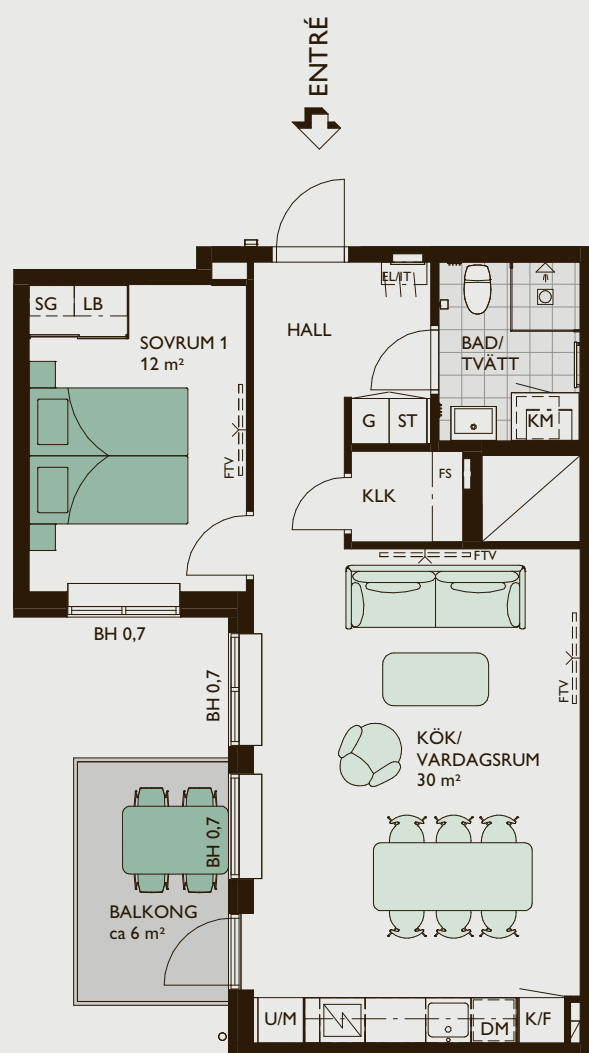 ENTRÉ
EL/IT
SG
LB
SOVRUM 1
12 m²
HALL
BAD/
TVÄTT
G
ST
KM
FTV
KLK
FS
FTV
BH 0,7
BH 0,7
FTV
KÖK/
VARDAGSRUM
30 m²
BH 0,7
BALKONG
ca 6 m²
U/M
DM
K/F